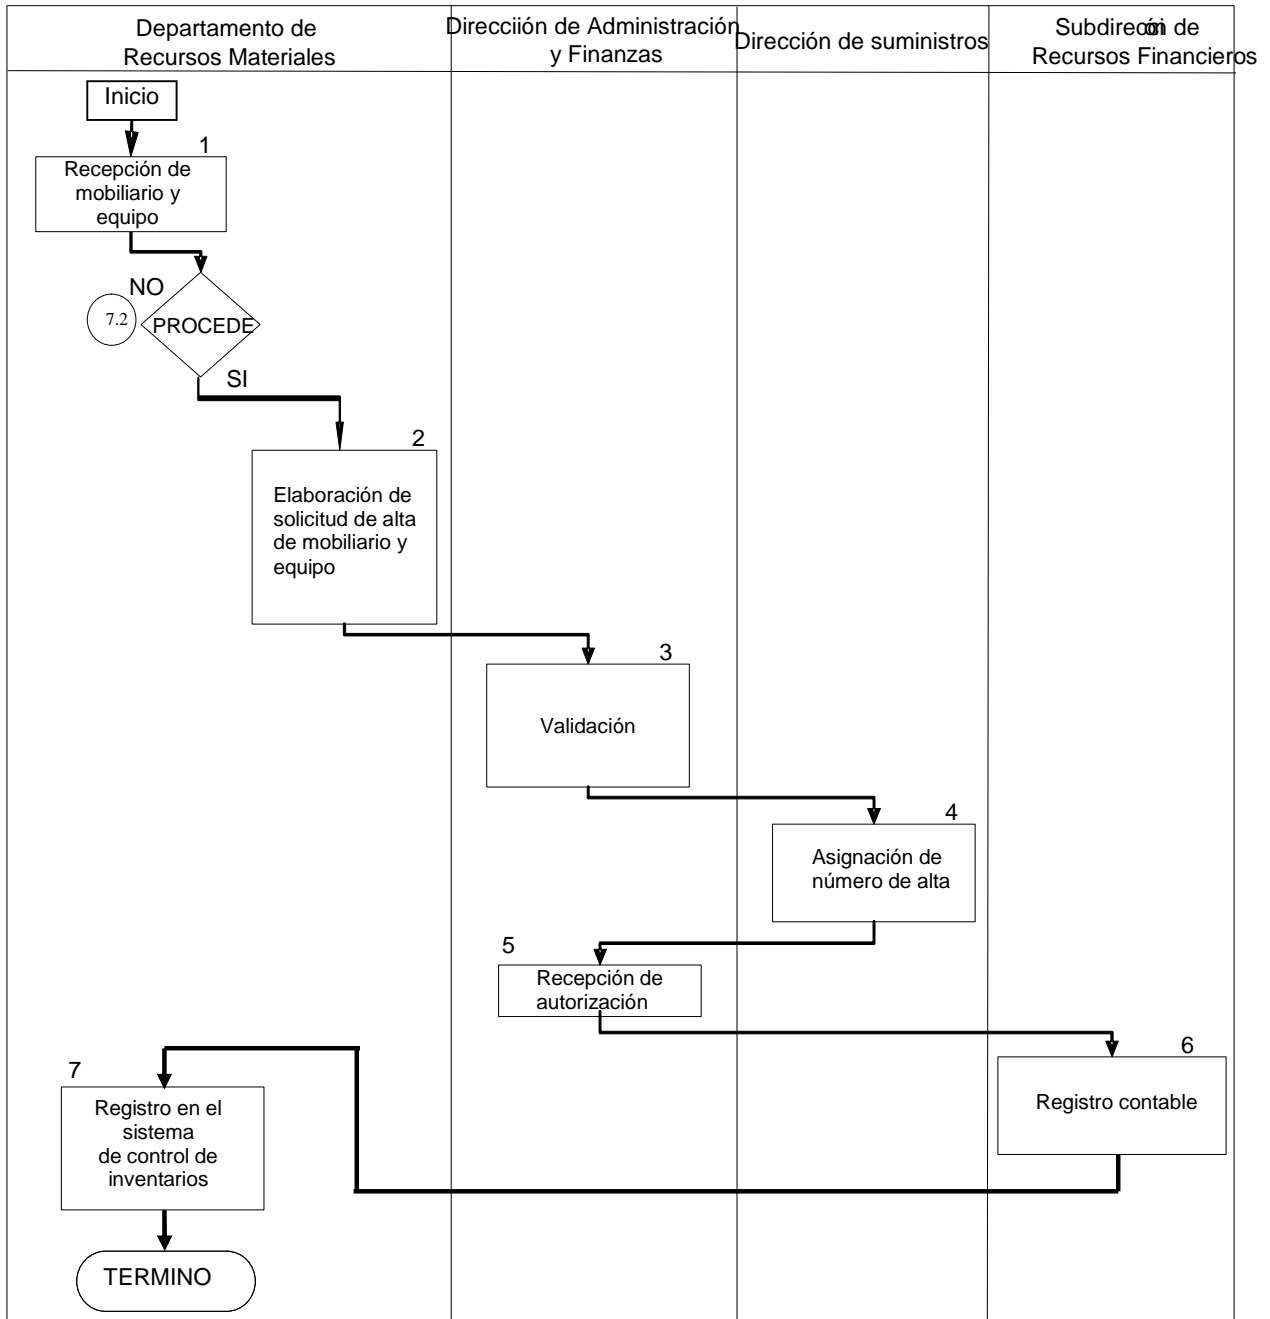 Departamento de
Recursos Materiales
Direcciión de Administración
y Finanzas
Dirección de suministros
Subdirección de
Recursos Financieros
Inicio
1
Recepción de
mobiliario y
equipo
NO
7.2
PROCEDE
SI
2
Elaboración de
solicitud de alta
de mobiliario y
equipo
3
Validación
4
Asignación de
número de alta
5
Recepción de
autorización
6
Registro contable
7
Registro en el
sistema
de control de
inventarios
TERMINO